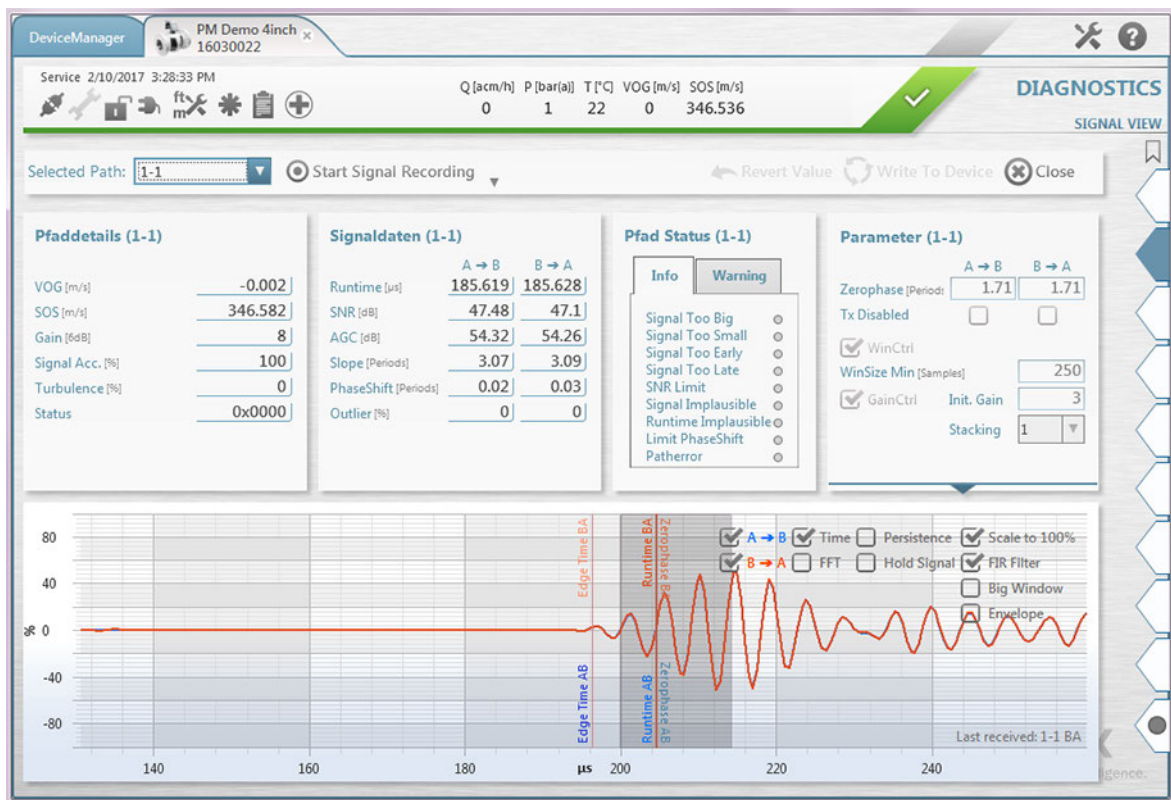 DeviceManager
PM Demo 4inch
16030022
Service 2/10/2017 3:28:33 PM
ft
m
Q [acm/h] P [bar(a)] T [°C] VOG [m/s] SOS [m/s]
0 1 22 0 346.536
DIAGNOSTICS
SIGNAL VIEW
Selected Path: 1-1
Start Signal Recording
Revert Value
Write To Device
Close
Pfaddetails (1-1)
VOG [m/s] -0.002
SOS [m/s] 346.582
Gain [6dB] 8
Signal Acc. [%] 100
Turbulence [%] 0
Status 0x0000
Signaldaten (1-1)
A → B B → A
Runtime [µs] 185.619 185.628
SNR [dB] 47.48 47.1
AGC [dB] 54.32 54.26
Slope [Periods] 3.07 3.09
PhaseShift [Periods] 0.02 0.03
Outlier [%] 0 0
Pfad Status (1-1)
Info Warning
Signal Too Big
Signal Too Small
Signal Too Early
Signal Too Late
SNR Limit
Signal Implausible
Runtime Implausible
Limit PhaseShift
Patherror
Parameter (1-1)
A → B B → A
Zerophase [Period: 1.71 1.71
Tx Disabled
WinCtrl
WinSize Min [Samples] 250
GainCtrl Init. Gain 3
Stacking 1
A → B Time Persistence Scale to 100%
B → A FFT Hold Signal FIR Filter
Big Window
Envelope
Edge Time BA
Runtime BA
Zerophase B
Edge Time AB
Runtime AB
Zerophase AB
80
40
% 0
-40
-80
Last received: 1-1 BA
140 160 180 µs 200 220 240
igence.